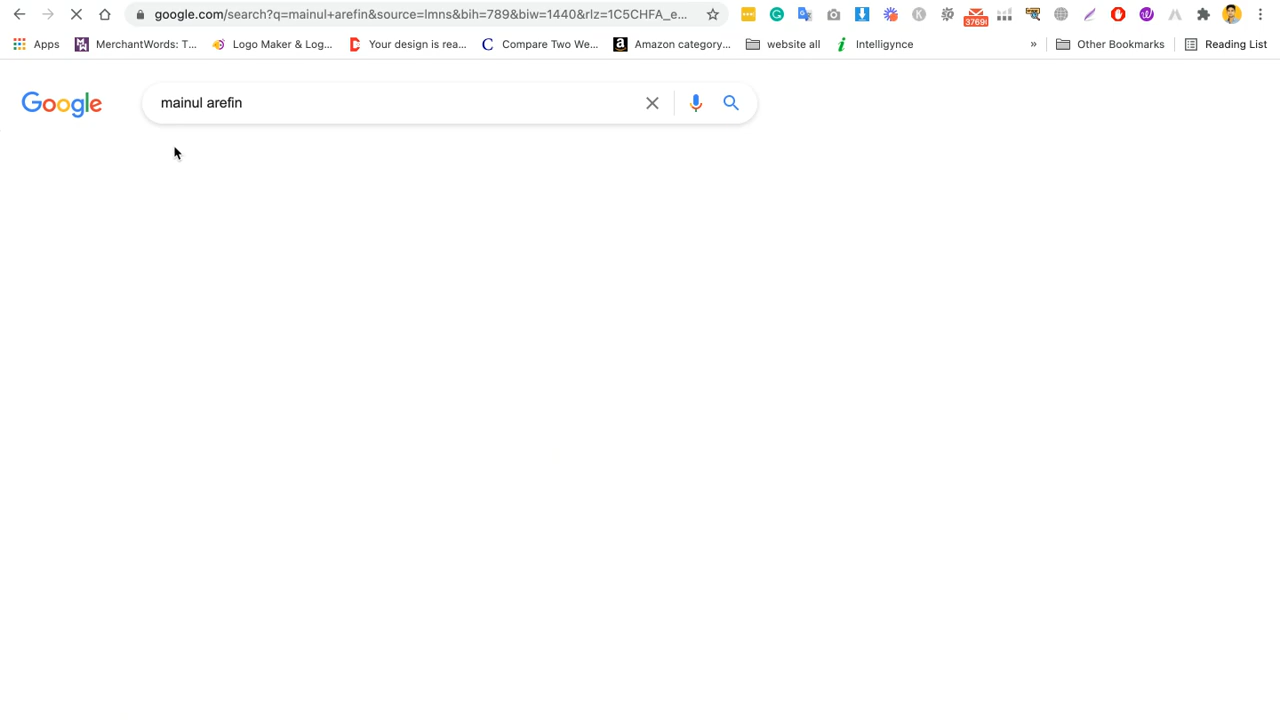 google.com/search?q=mainul+arefin&source=lmns&bih=789&biw=1440&rlz=1C5CHFA_e...
Apps MerchantWords: T... Logo Maker & Log... Your design is rea... Compare Two We... Amazon category... website all Intelligynce » Other Bookmarks Reading List
Google mainul arefin